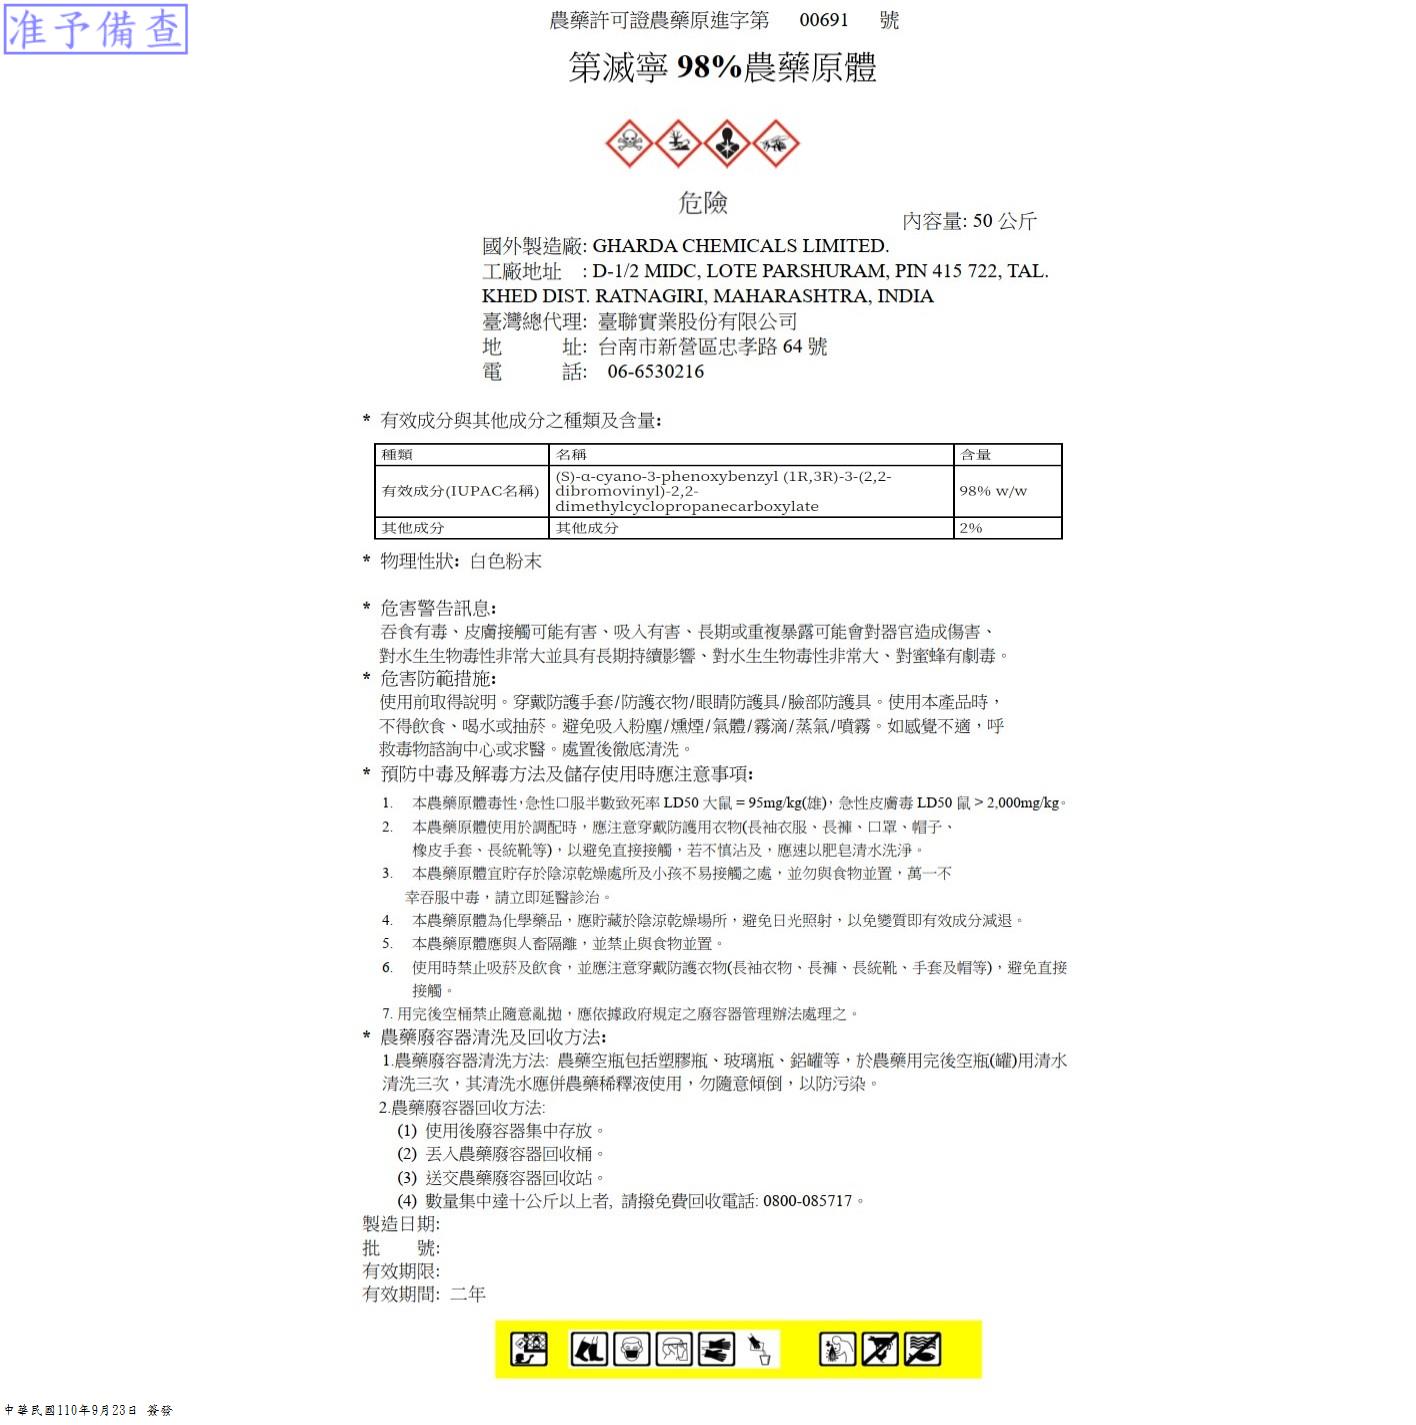 准予備查
農藥許可證農藥原進字第 00691 號
第滅寧 98%農藥原體
危險
內容量: 50 公斤
國外製造廠: GHARDA CHEMICALS LIMITED.
工廠地址 : D-1/2 MIDC, LOTE PARSHURAM, PIN 415 722, TAL.
KHED DIST. RATNAGIRI, MAHARASHTRA, INDIA
臺灣總代理: 臺聯實業股份有限公司
地 址: 台南市新營區忠孝路 64 號
電 話: 06-6530216
* 有效成分與其他成分之種類及含量:
種類 名稱 含量
有效成分(IUPAC名稱) (S)-α-cyano-3-phenoxybenzyl (1R,3R)-3-(2,2-
dibromovinyl)-2,2-
dimethylcyclopropanecarboxylate 98% w/w
其他成分 其他成分 2%
* 物理性狀: 白色粉末
* 危害警告訊息:
吞食有毒、皮膚接觸可能有害、吸入有害、長期或重複暴露可能會對器官造成傷害、
對水生生物毒性非常大並具有長期持續影響、對水生生物毒性非常大、對蜜蜂有劇毒。
* 危害防範措施:
使用前取得說明。穿戴防護手套/防護衣物/眼睛防護具/臉部防護具。使用本產品時，
不得飲食、喝水或抽菸。避免吸入粉塵/燻煙/氣體/霧滴/蒸氣/噴霧。如感覺不適，呼
救毒物諮詢中心或求醫。處置後徹底清洗。
* 預防中毒及解毒方法及儲存使用時應注意事項:
1. 本農藥原體毒性，急性口服半數致死率 LD50 大鼠 = 95mg/kg(雄)，急性皮膚毒 LD50 鼠 > 2,000mg/kg。
2. 本農藥原體使用於調配時，應注意穿戴防護用衣物(長袖衣服、長褲、口罩、帽子、
橡皮手套、長統靴等)，以避免直接接觸，若不慎沾及，應速以肥皂清水洗淨。
3. 本農藥原體宜貯存於陰涼乾燥處所及小孩不易接觸之處，並勿與食物並置，萬一不
幸吞服中毒，請立即延醫診治。
4. 本農藥原體為化學藥品，應貯藏於陰涼乾燥場所，避免日光照射，以免變質即有效成分減退。
5. 本農藥原體應與人畜隔離，並禁止與食物並置。
6. 使用時禁止吸菸及飲食，並應注意穿戴防護衣物(長袖衣物、長褲、長統靴、手套及帽等)，避免直接
接觸。
7. 用完後空桶禁止隨意亂拋，應依據政府規定之廢容器管理辦法處理之。
* 農藥廢容器清洗及回收方法:
1.農藥廢容器清洗方法: 農藥空瓶包括塑膠瓶、玻璃瓶、鋁罐等，於農藥用完後空瓶(罐)用清水
清洗三次，其清洗水應併農藥稀釋液使用，勿隨意傾倒，以防污染。
2.農藥廢容器回收方法:
(1) 使用後廢容器集中存放。
(2) 丟入農藥廢容器回收桶。
(3) 送交農藥廢容器回收站。
(4) 數量集中達十公斤以上者, 請撥免費回收電話: 0800-085717。
製造日期:
批 號:
有效期限:
有效期間: 二年
中華民國110年9月23日 簽發